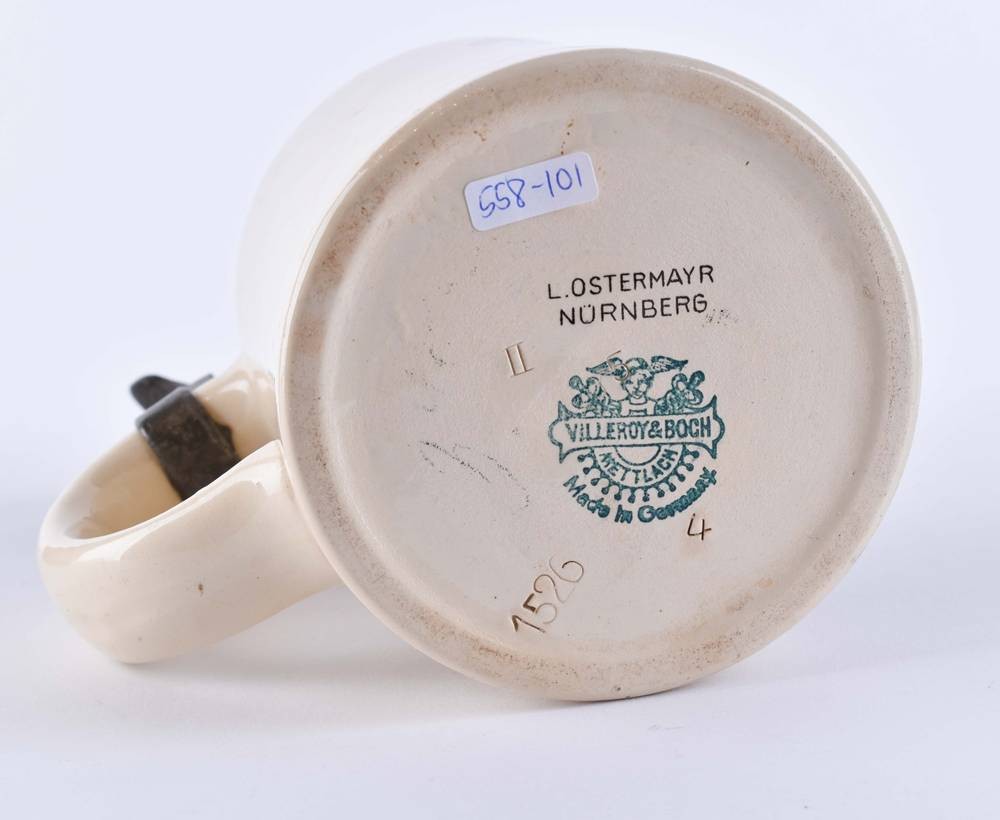 558-101
L.OSTERMAYR
NÜRNBERG
II
VILLEROY&BOCH
METTLACH
Made in Germany
4
1526